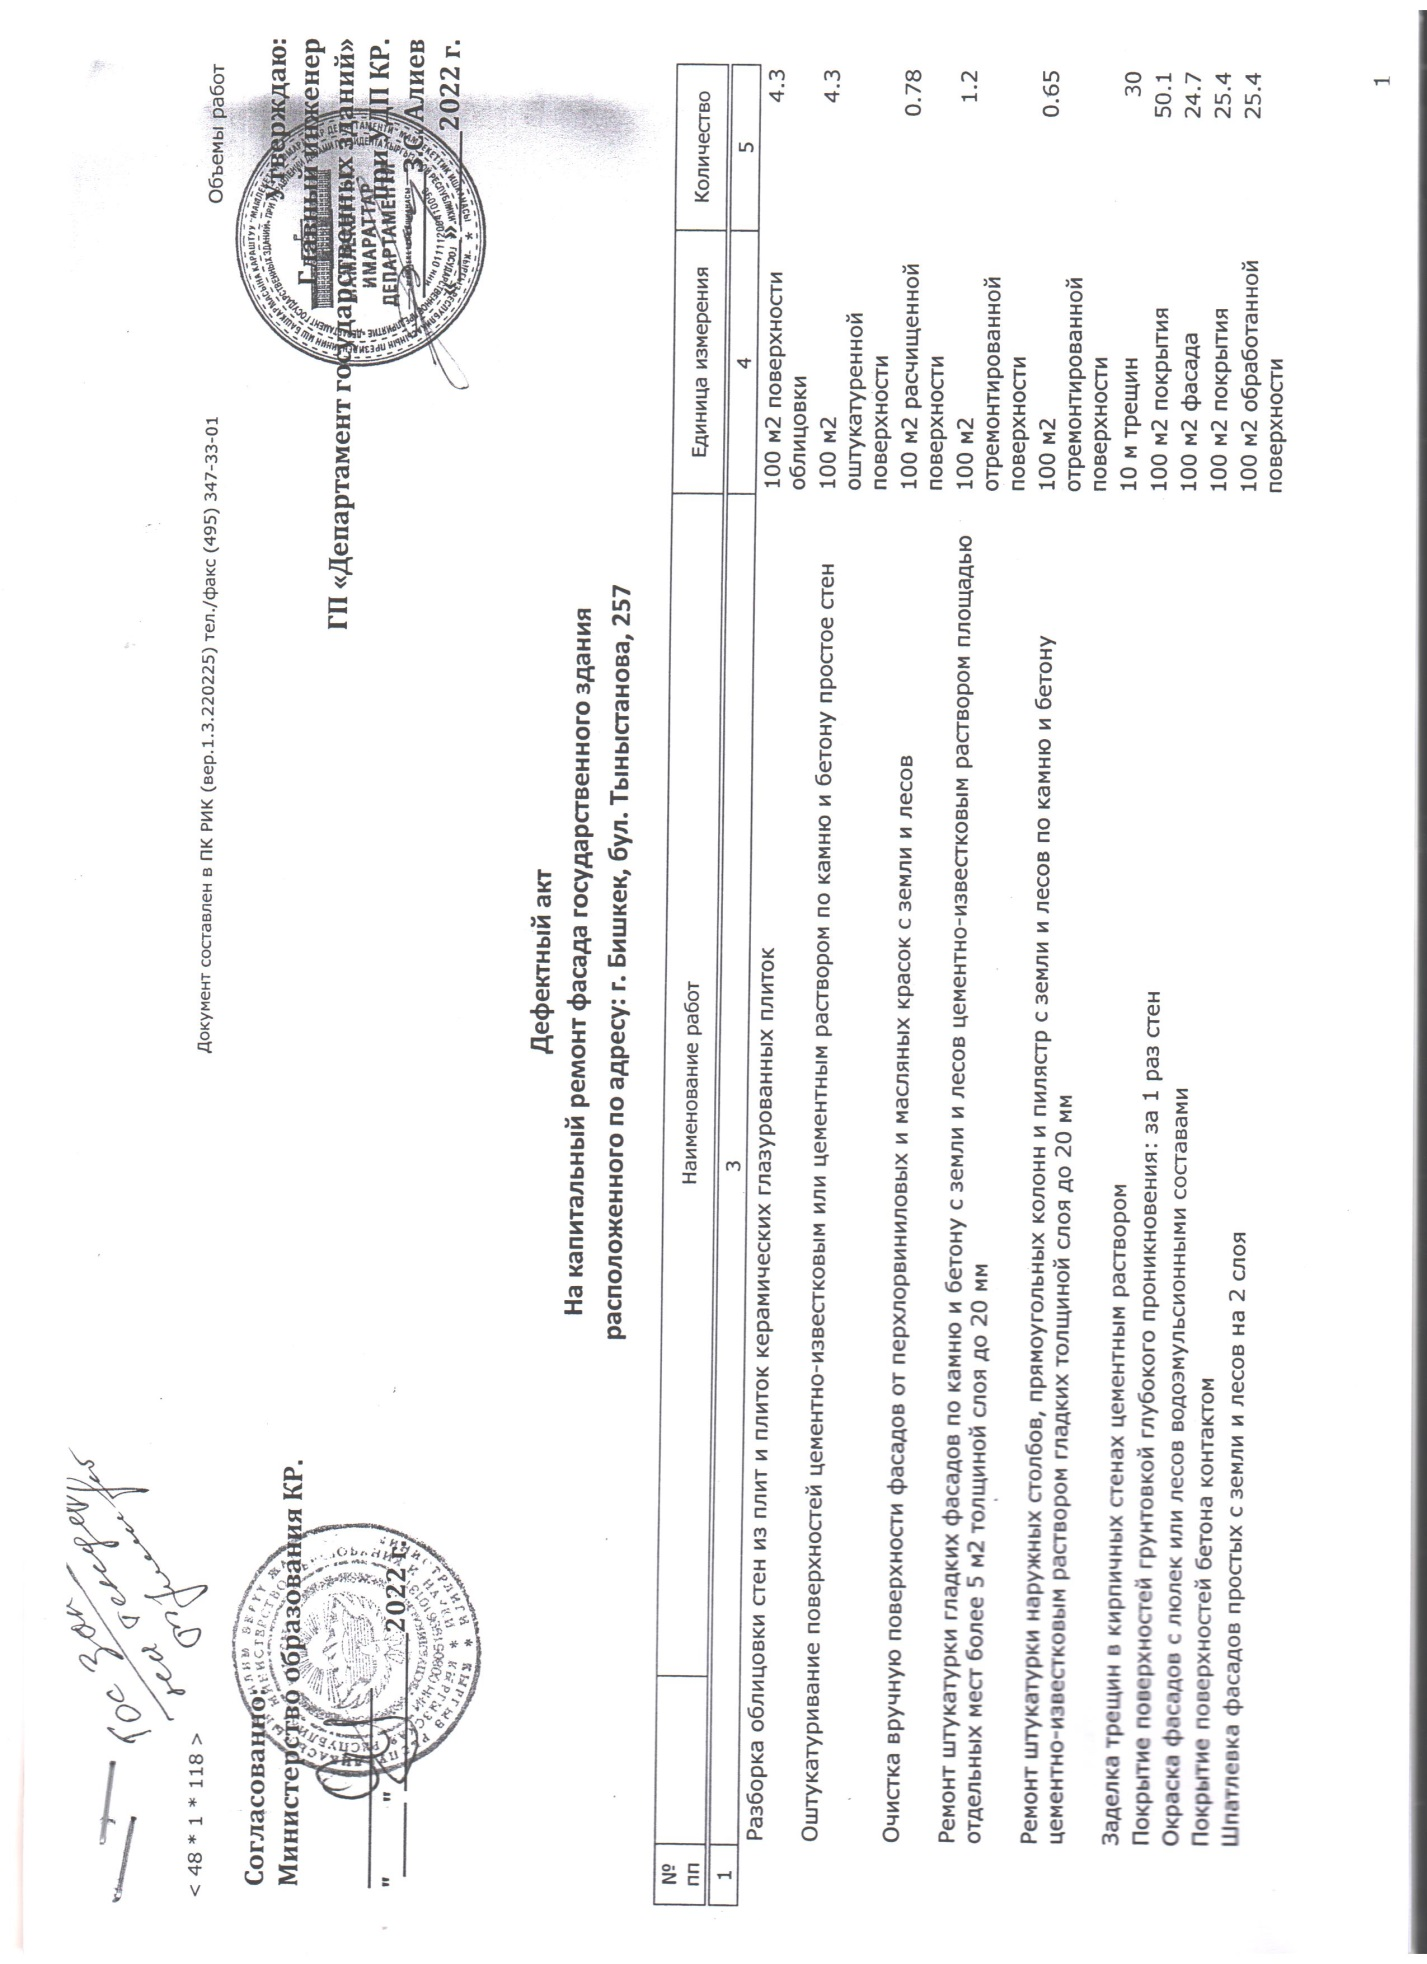 Гос Зак
< 48 * 1 * 118 >
Документ составлен в ПК РИК (вер.1.3.220225) тел./факс (495) 347-33-01
Объемы работ
Согласованно:
Министерство образования КР.
" " 2022 г.
утверждаю:
Главный инженер
ГП «Департамент государственных зданий»
при УДП КР.
Алиев
2022 г.
ИМАРАТТАР
ДЕПАРТАМЕНТИ
Дефектный акт
На капитальный ремонт фасада государственного здания
расположенного по адресу: г. Бишкек, бул. Тыныстанова, 257
№ пп Наименование работ Единица измерения Количество
1 3 4 5
Разборка облицовки стен из плит и плиток керамических глазурованных плиток 100 м2 поверхности 4.3
облицовки
Оштукатуривание поверхностей цементно-известковым или цементным раствором по камню и бетону простое стен 100 м2 4.3
оштукатуренной
поверхности
Очистка вручную поверхности фасадов от перхлорвиниловых и масляных красок с земли и лесов 100 м2 расчищенной 0.78
поверхности
Ремонт штукатурки гладких фасадов по камню и бетону с земли и лесов цементно-известковым раствором площадью 100 м2 1.2
отдельных мест более 5 м2 толщиной слоя до 20 мм отремонтированной
поверхности
Ремонт штукатурки наружных столбов, прямоугольных колонн и пилястр с земли и лесов по камню и бетону 100 м2 0.65
цементно-известковым раствором гладких толщиной слоя до 20 мм отремонтированной
поверхности
Заделка трещин в кирпичных стенах цементным раствором 10 м трещин 30
Покрытие поверхностей грунтовкой глубокого проникновения: за 1 раз стен 100 м2 покрытия 50.1
Окраска фасадов с люлек или лесов водоэмульсионными составами 100 м2 фасада 24.7
Покрытие поверхностей бетона контактом 100 м2 покрытия 25.4
Шпатлевка фасадов простых с земли и лесов на 2 слоя 100 м2 обработанной 25.4
поверхности
1